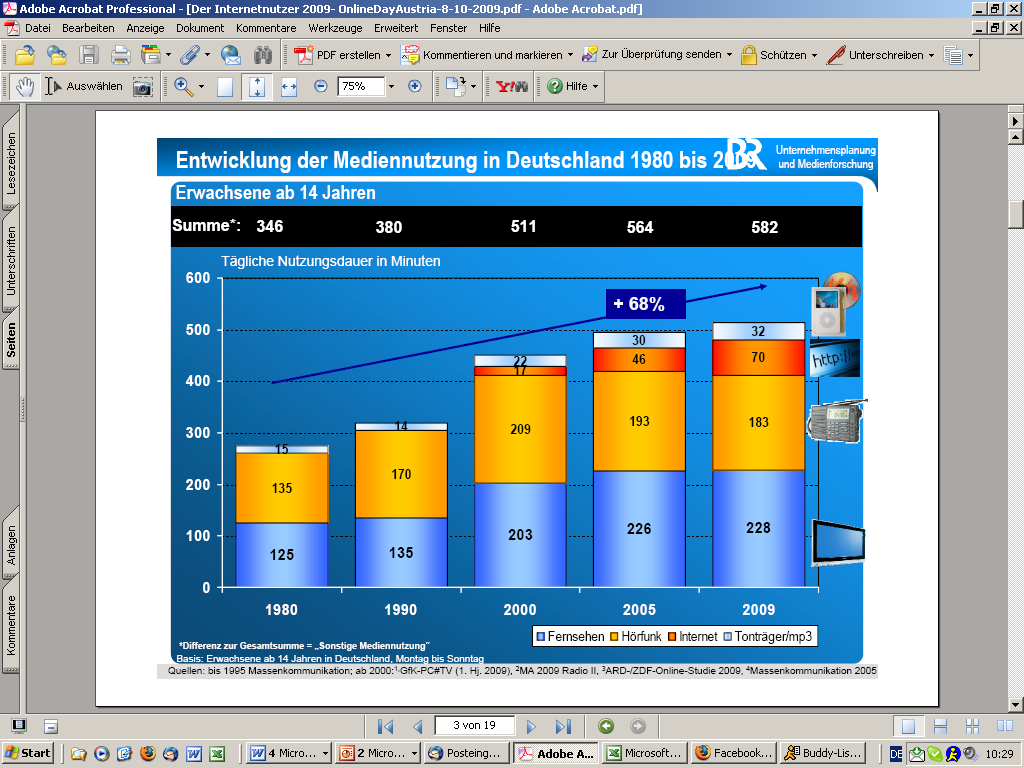 Adobe Acrobat Professional - [Der Internetnutzer 2009- OnlineDayAustria-8-10-2009.pdf - Adobe Acrobat.pdf]
Datei Bearbeiten Anzeige Dokument Kommentare Werkzeuge Erweitert Fenster Hilfe
PDF erstellen Kommentieren und markieren Zur Überprüfung senden Schützen Unterschreiben
Auswählen 75% Y! Hilfe
Lesezeichen
Unterschriften
Seiten
Anlagen
Kommentare
Entwicklung der Mediennutzung in Deutschland 1980 bis 2009
BR Unternehmensplanung
und Medienforschung
Erwachsene ab 14 Jahren
Summe*: 346 380 511 564 582
Tägliche Nutzungsdauer in Minuten
600
500
400
300
200
100
0
+ 68%
15
135
125
14
170
135
22
17
209
203
30
46
193
226
32
70
183
228
http://
1980 1990 2000 2005 2009
Fernsehen Hörfunk Internet Tonträger/mp3
*Differenz zur Gesamtsumme = „Sonstige Mediennutzung"
Basis: Erwachsene ab 14 Jahren in Deutschland, Montag bis Sonntag
Quellen: bis 1995 Massenkommunikation; ab 2000:¹·GfK-PC#TV (1. Hj. 2009), ²MA 2009 Radio II, ³ARD-/ZDF-Online-Studie 2009, ⁴Massenkommunikation 2005
3 von 19
Start 4 Micro... 2 Micro... Posteing... Adobe A... Microsoft... Facebook... Buddy-Lis... DE 10:29